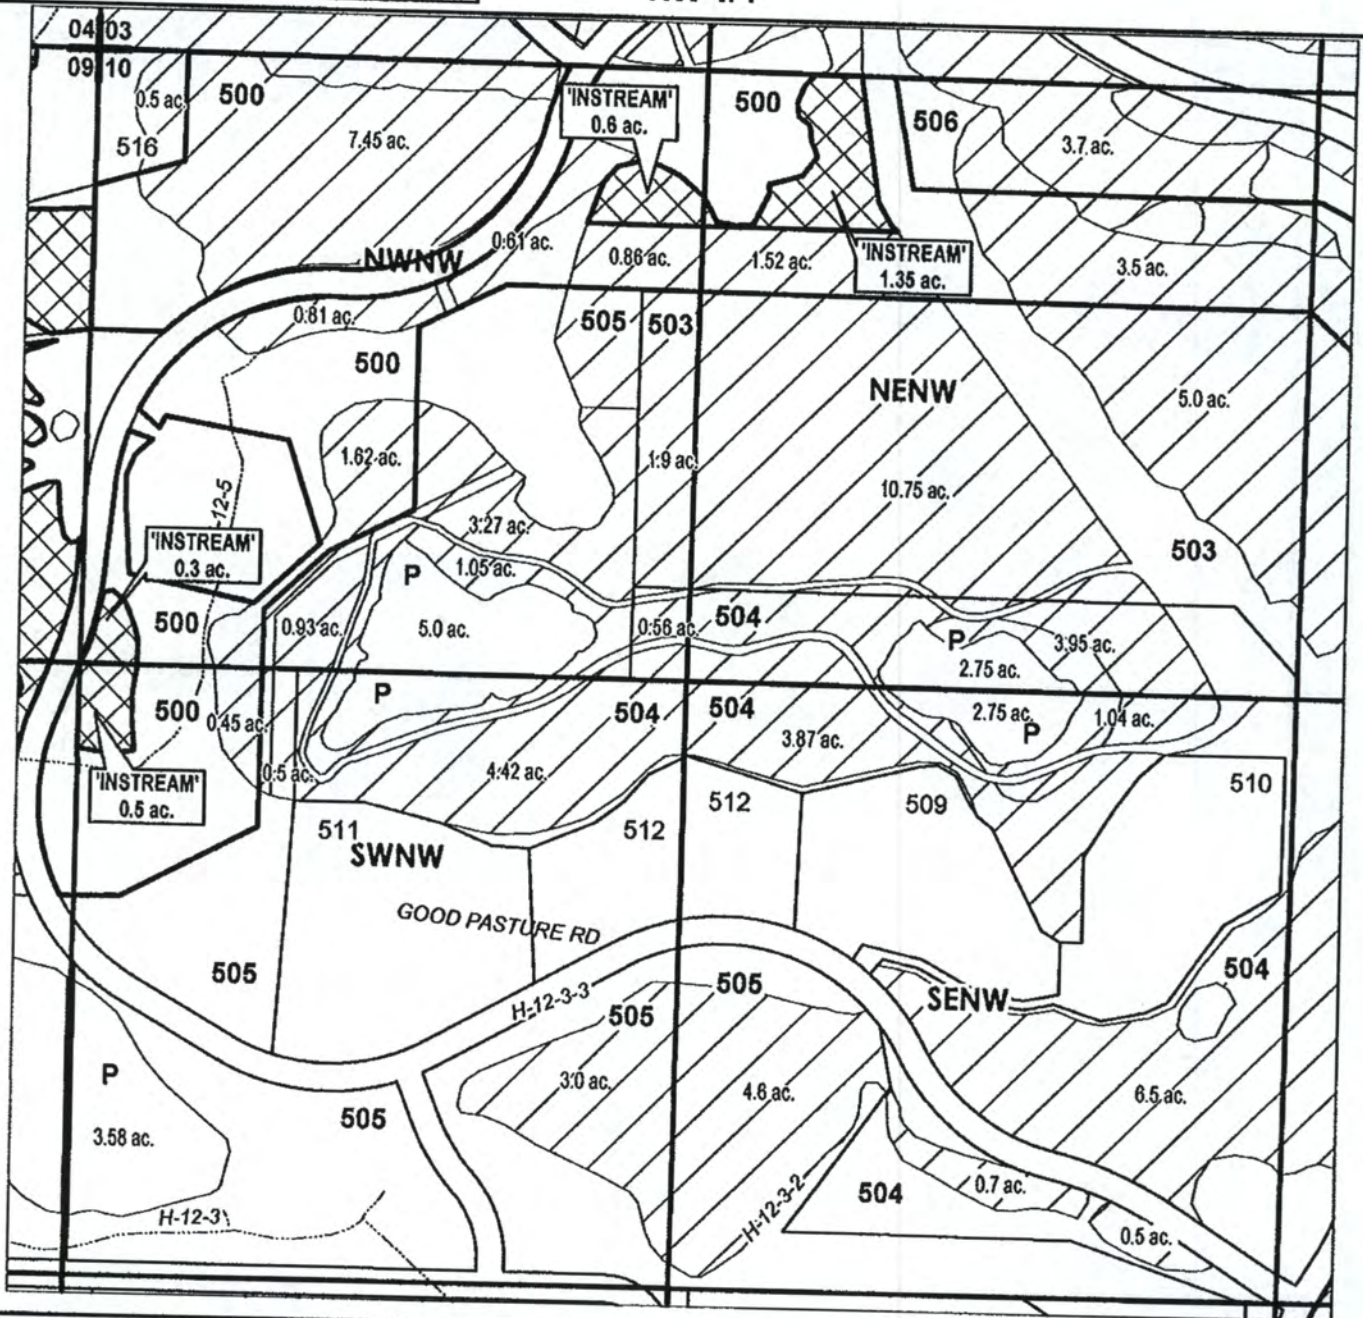 04 03
09 10
0.5 ac.
500
516
7.45 ac.
'INSTREAM'
0.6 ac.
500
506
3.7 ac.
NWNW
0.61 ac.
0.86 ac.
1.52 ac.
'INSTREAM'
1.35 ac.
3.5 ac.
0.81 ac.
505
503
500
NENW
5.0 ac.
1.62 ac.
1.9 ac.
10.75 ac.
-12-5
3.27 ac.
'INSTREAM'
0.3 ac.
1.05 ac.
P
503
500
0.93 ac.
5.0 ac.
0.56 ac.
504
P
3.95 ac.
2.75 ac.
P
500
0.45 ac.
504
504
2.75 ac.
1.04 ac.
P
3.87 ac.
'INSTREAM'
0.5 ac.
0.5 ac.
4.42 ac.
510
512
509
511
512
SWNW
GOOD PASTURE RD
505
504
H-12-3-3
505
505
SENW
P
3.0 ac.
4.6 ac.
6.5 ac.
505
3.58 ac.
H-12-3-2
504
0.7 ac.
H-12-3
0.5 ac.